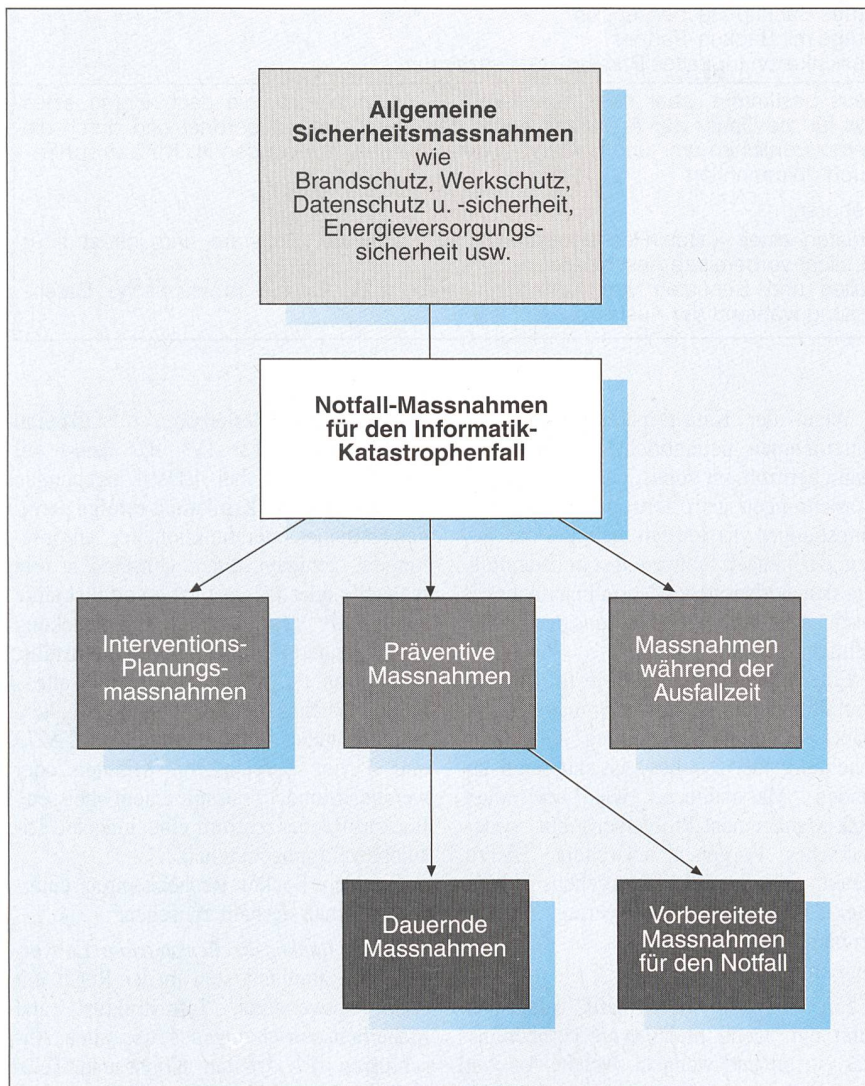 Allgemeine
Sicherheitsmassnahmen
wie
Brandschutz, Werkschutz,
Datenschutz u. -sicherheit,
Energieversorgungs-
sicherheit usw.
Notfall-Massnahmen
für den Informatik-
Katastrophenfall
Interventions-
Planungs-
massnahmen
Präventive
Massnahmen
Massnahmen
während der
Ausfallzeit
Dauernde
Massnahmen
Vorbereitete
Massnahmen
für den Notfall